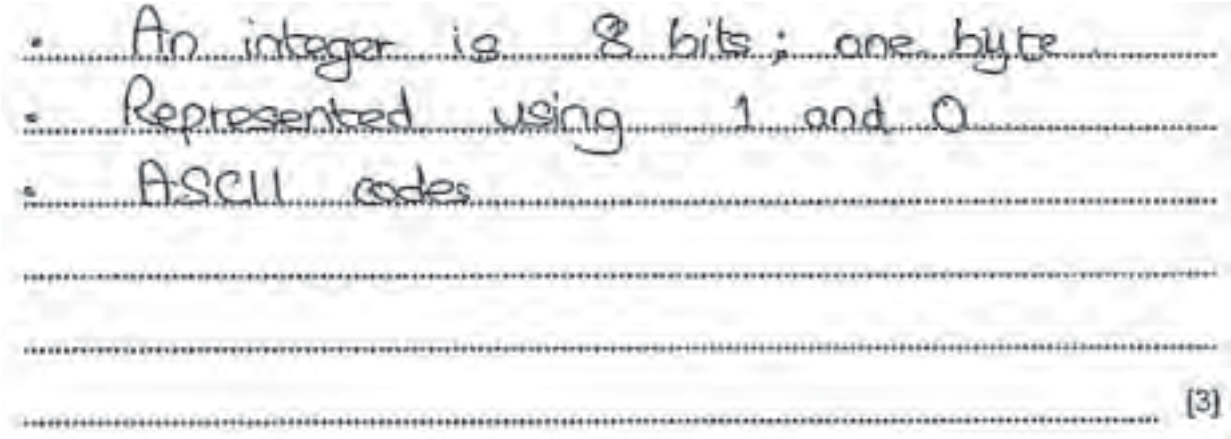 • An integer is 8 bits; one byte
• Represented using 1 and 0
• ASCII codes
[3]